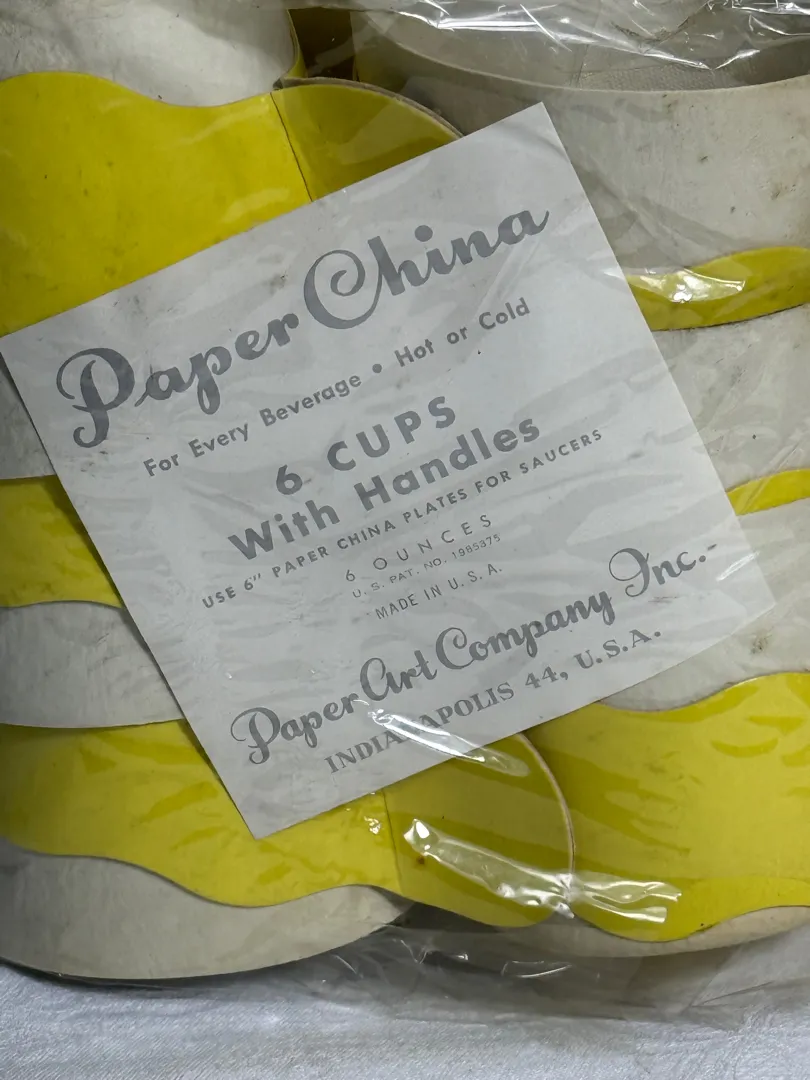 Paper China
For Every Beverage • Hot or Cold
6 CUPS
With Handles
USE 6" PAPER CHINA PLATES FOR SAUCERS
6 OUNCES
U. S. PAT. NO. 1985375
MADE IN U. S. A.
Paper Art Company Inc.-
INDIANAPOLIS 44, U.S.A.